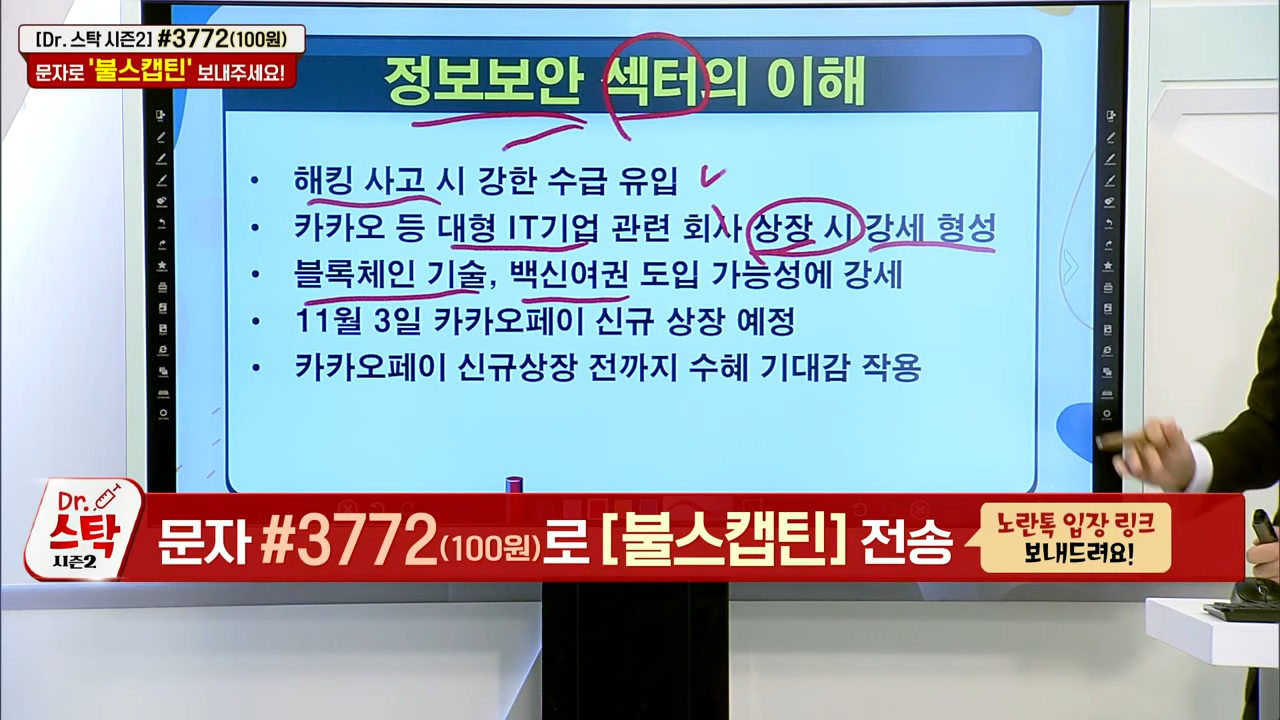 [Dr. 스탁 시즌2] #3772(100원)
문자로 '불스캡틴' 보내주세요!
정보보안 섹터의 이해
• 해킹 사고 시 강한 수급 유입
• 카카오 등 대형 IT기업 관련 회사 상장 시 강세 형성
• 블록체인 기술, 백신여권 도입 가능성에 강세
• 11월 3일 카카오페이 신규 상장 예정
• 카카오페이 신규상장 전까지 수혜 기대감 작용
Dr.
스탁
시즌2
문자 #3772(100원)로 [불스캡틴] 전송
노란톡 입장 링크
보내드려요!